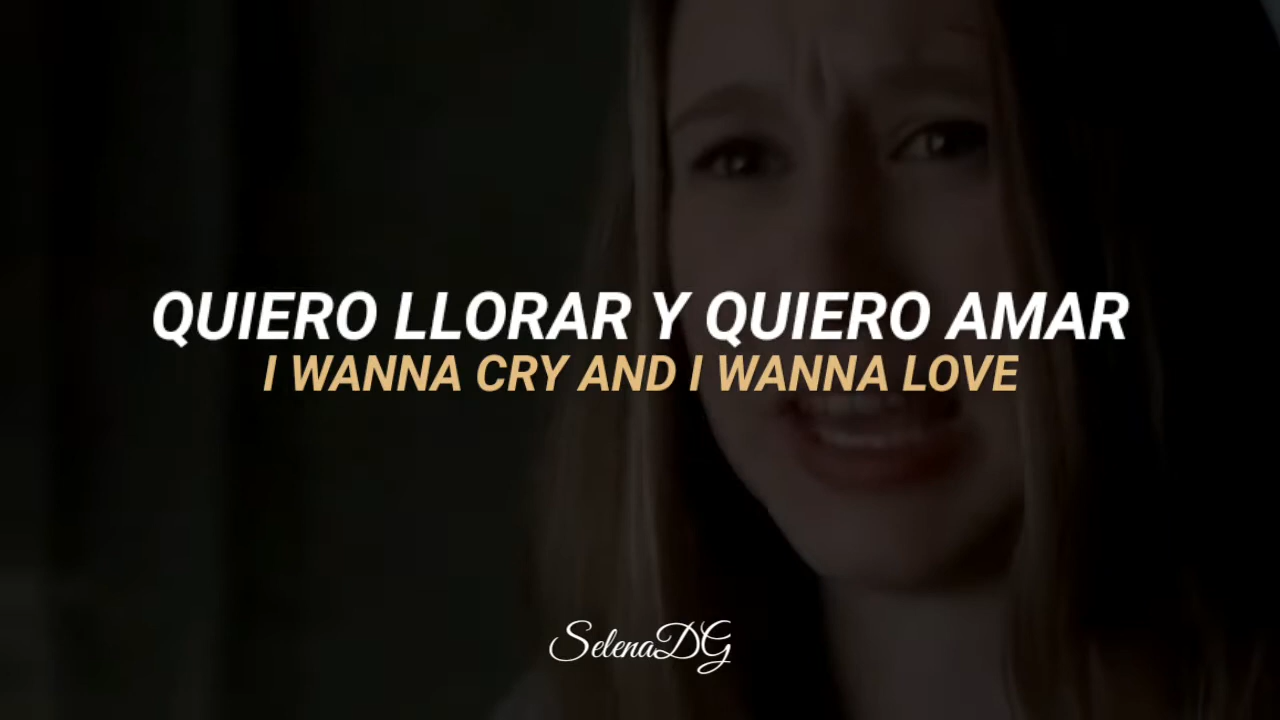 QUIERO LLORAR Y QUIERO AMAR
I WANNA CRY AND I WANNA LOVE
SelenaDG